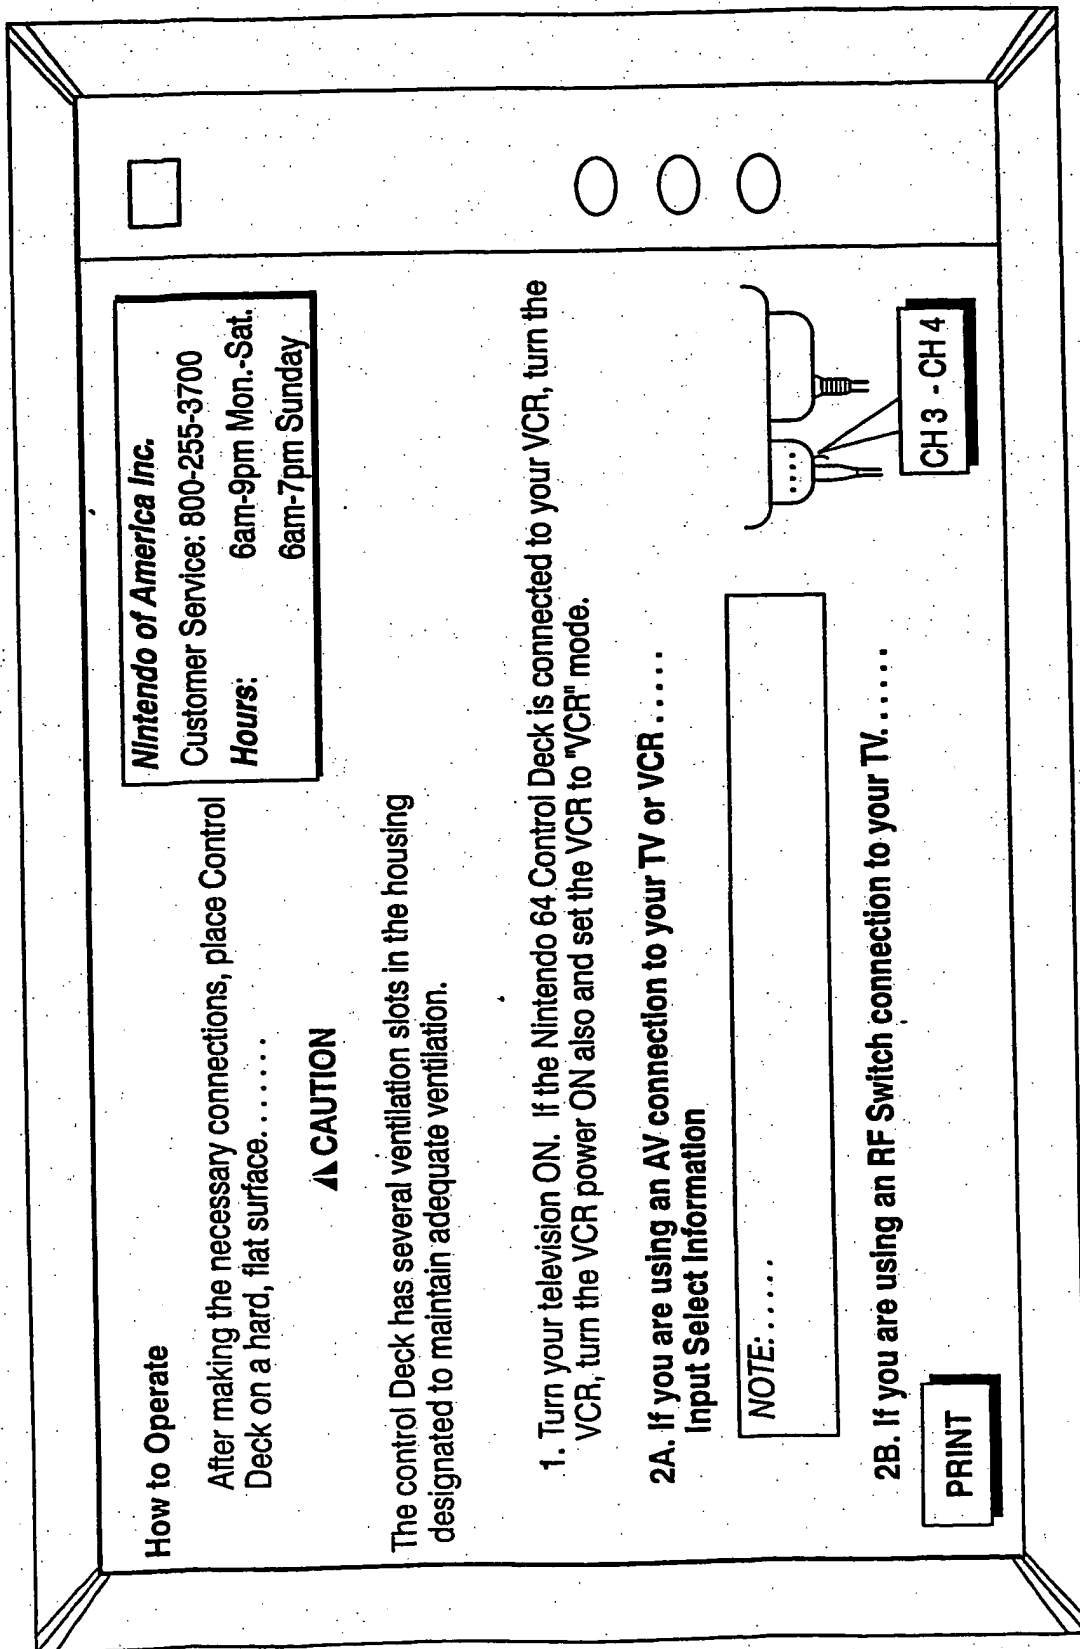 How to Operate
Nintendo of America Inc.
Customer Service: 800-255-3700
Hours: 6am-9pm Mon.-Sat.
6am-7pm Sunday
After making the necessary connections, place Control
Deck on a hard, flat surface.......
CAUTION
The control Deck has several ventilation slots in the housing
designated to maintain adequate ventilation.
1. Turn your television ON. If the Nintendo 64 Control Deck is connected to your VCR, turn the
VCR, turn the VCR power ON also and set the VCR to "VCR" mode.
2A. If you are using an AV connection to your TV or VCR.....
Input Select Information
NOTE:......
2B. If you are using an RF Switch connection to your TV......
CH 3 - CH 4
PRINT